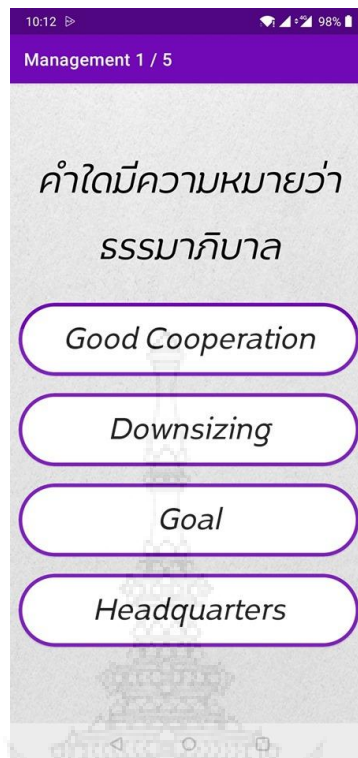 10:12 98%
Management 1 / 5
คำใดมีความหมายว่า
ธรรมาภิบาล
Good Cooperation
Downsizing
Goal
Headquarters